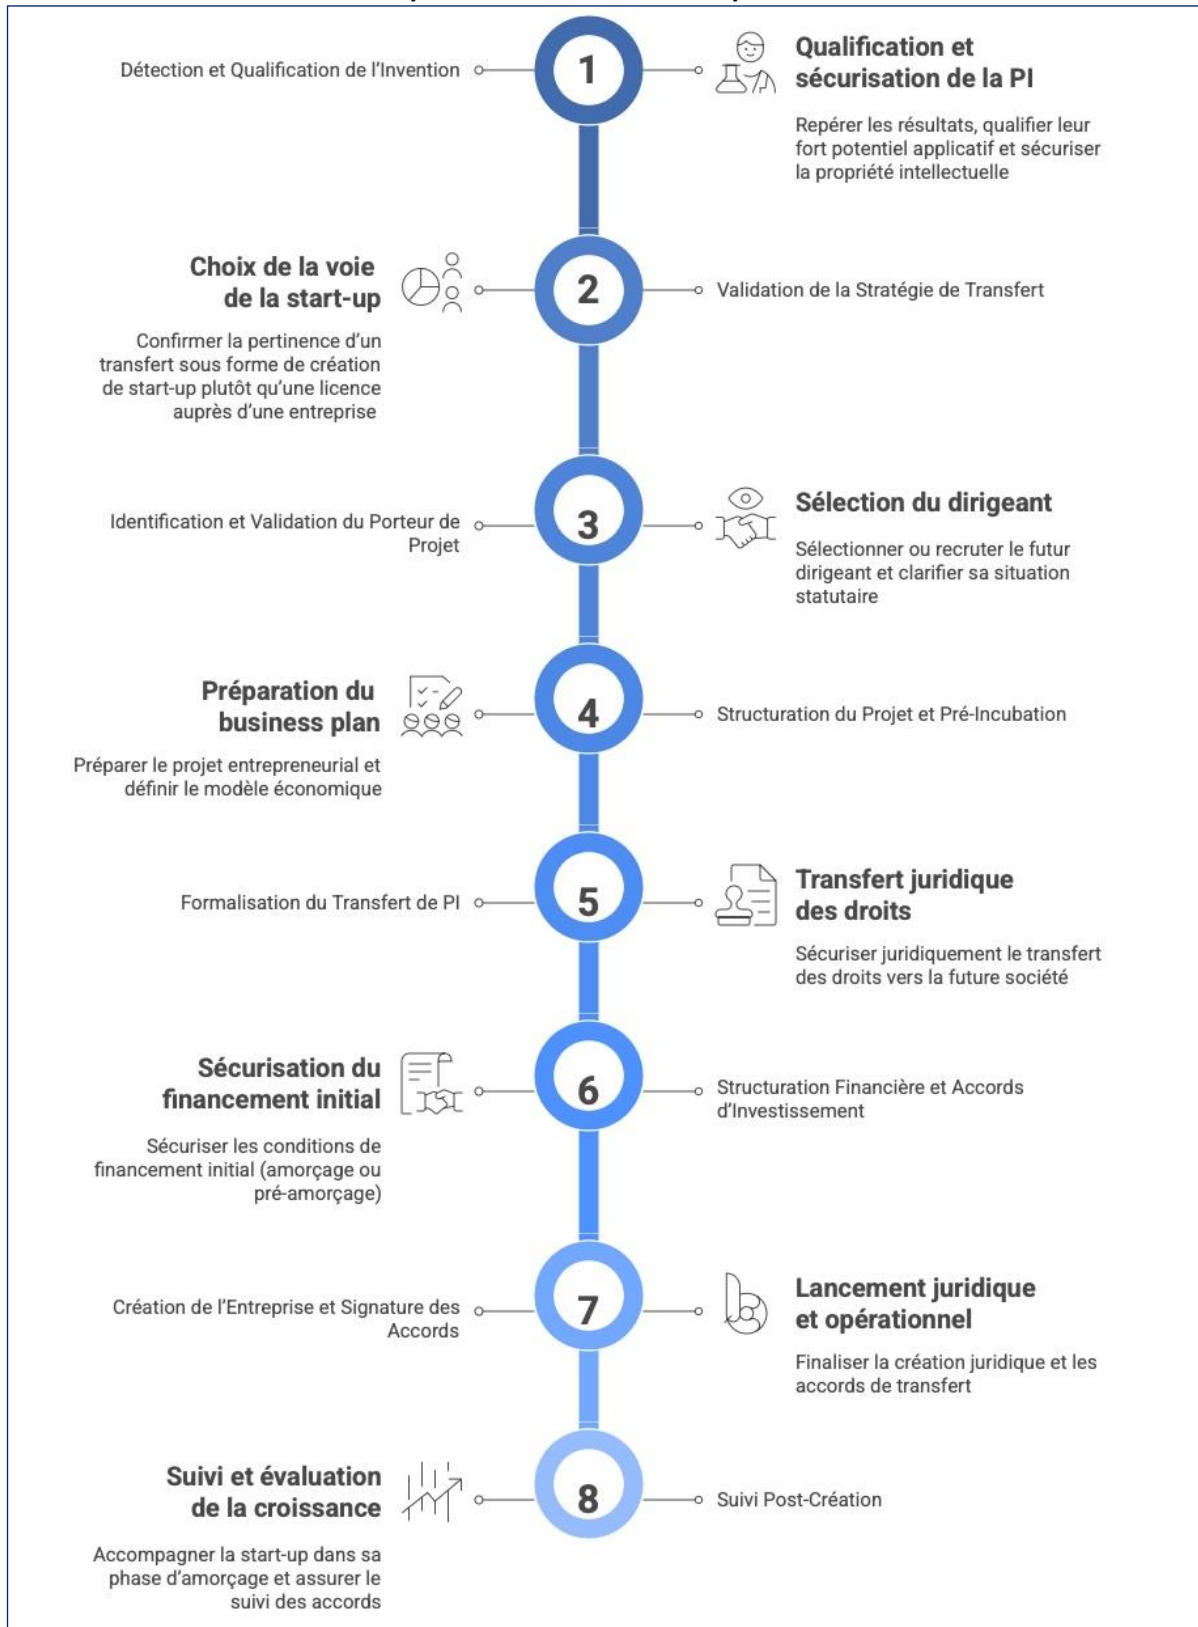 Détection et Qualification de l'Invention
1
Qualification et
sécurisation de la PI
Repérer les résultats, qualifier leur
fort potentiel applicatif et sécuriser
la propriété intellectuelle
Choix de la voie
de la start-up
Confirmer la pertinence d'un
transfert sous forme de création
de start-up plutôt qu'une licence
auprès d'une entreprise
2
Validation de la Stratégie de Transfert
Identification et Validation du Porteur de
Projet
3
Sélection du dirigeant
Sélectionner ou recruter le futur
dirigeant et clarifier sa situation
statutaire
Préparation du
business plan
Préparer le projet entrepreneurial et
définir le modèle économique
4
Structuration du Projet et Pré-Incubation
Formalisation du Transfert de PI
5
Transfert juridique
des droits
Sécuriser juridiquement le transfert
des droits vers la future société
Sécurisation du
financement initial
Sécuriser les conditions de
financement initial (amorçage ou
pré-amorçage)
6
Structuration Financière et Accords
d'Investissement
Création de l'Entreprise et Signature des
Accords
7
Lancement juridique
et opérationnel
Finaliser la création juridique et les
accords de transfert
Suivi et évaluation
de la croissance
Accompagner la start-up dans sa
phase d'amorçage et assurer le
suivi des accords
8
Suivi Post-Création